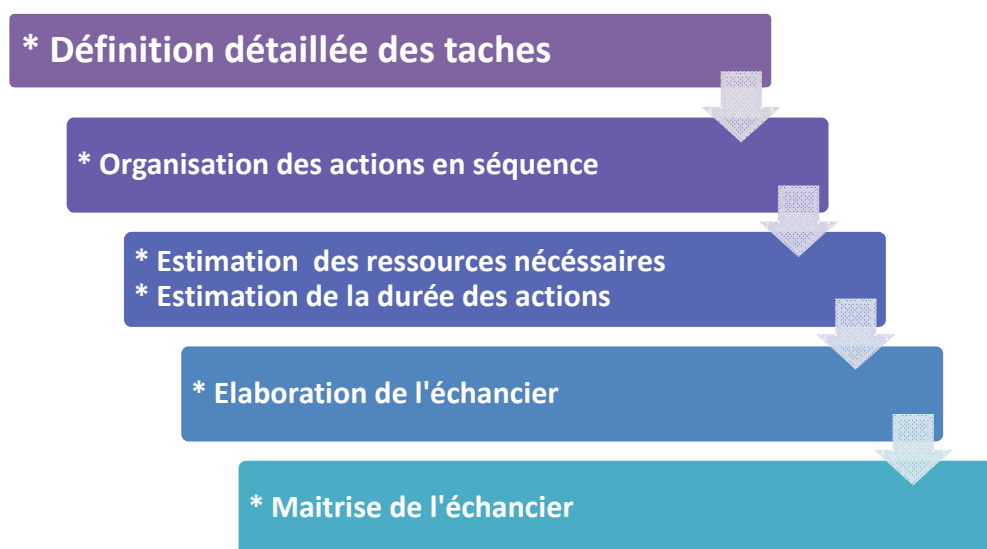 * Définition détaillée des taches
* Organisation des actions en séquence
* Estimation  des ressources nécéssaires
* Estimation de la durée des actions
* Elaboration de l'échancier
* Maitrise de l'échancier